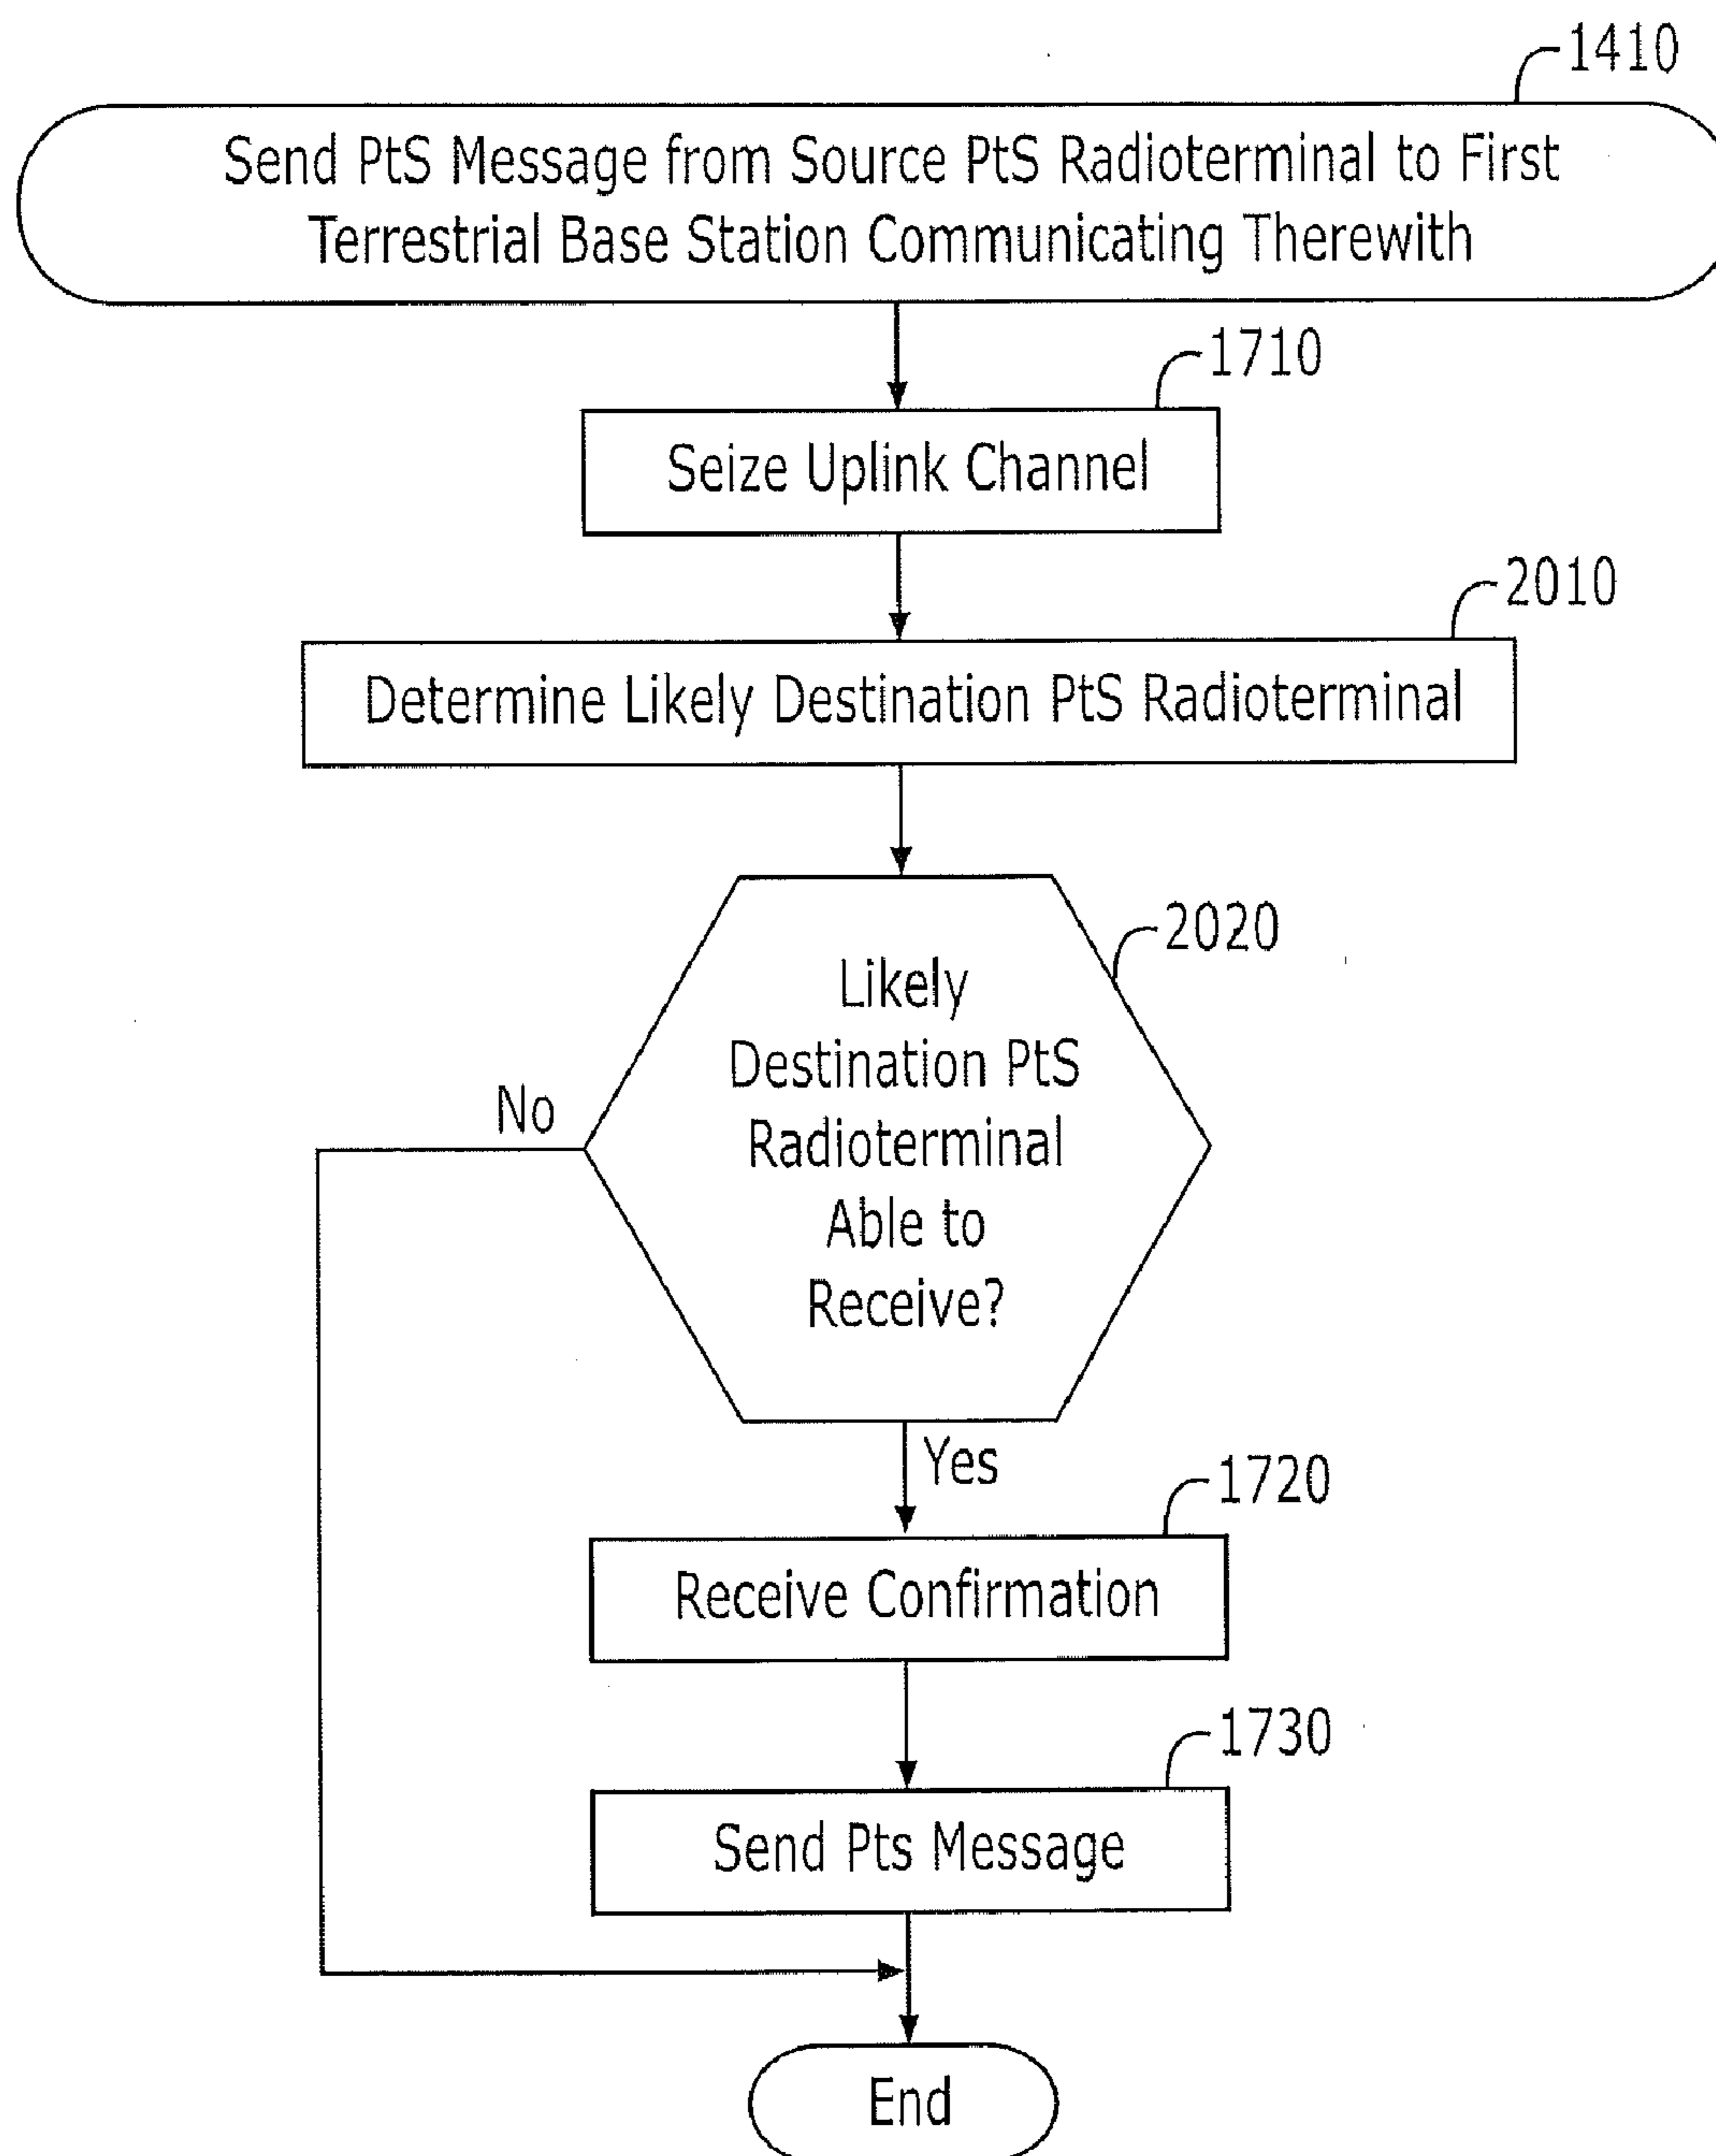 1410
Send PtS Message from Source PtS Radioterminal to First
Terrestrial Base Station Communicating Therewith
1710
Seize Uplink Channel
2010
Determine Likely Destination PtS Radioterminal
2020
Likely
Destination PtS
Radioterminal
Able to
Receive?
No
Yes
1720
Receive Confirmation
1730
Send Pts Message
End